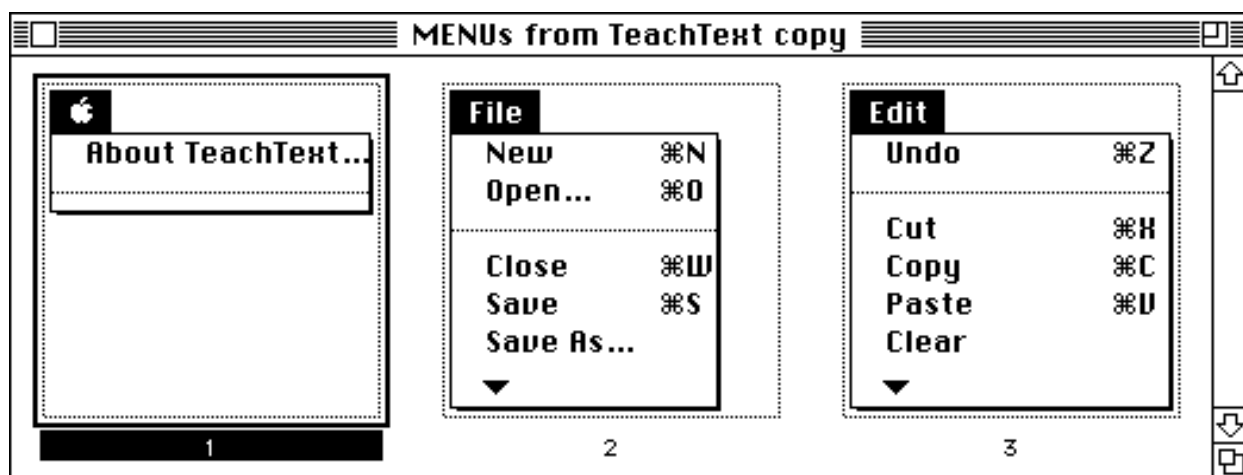 MENUs from TeachText copy
About TeachText...
1
File
New ⌘N
Open... ⌘O
Close ⌘W
Save ⌘S
Save As...
2
Edit
Undo ⌘Z
Cut ⌘X
Copy ⌘C
Paste ⌘V
Clear
3